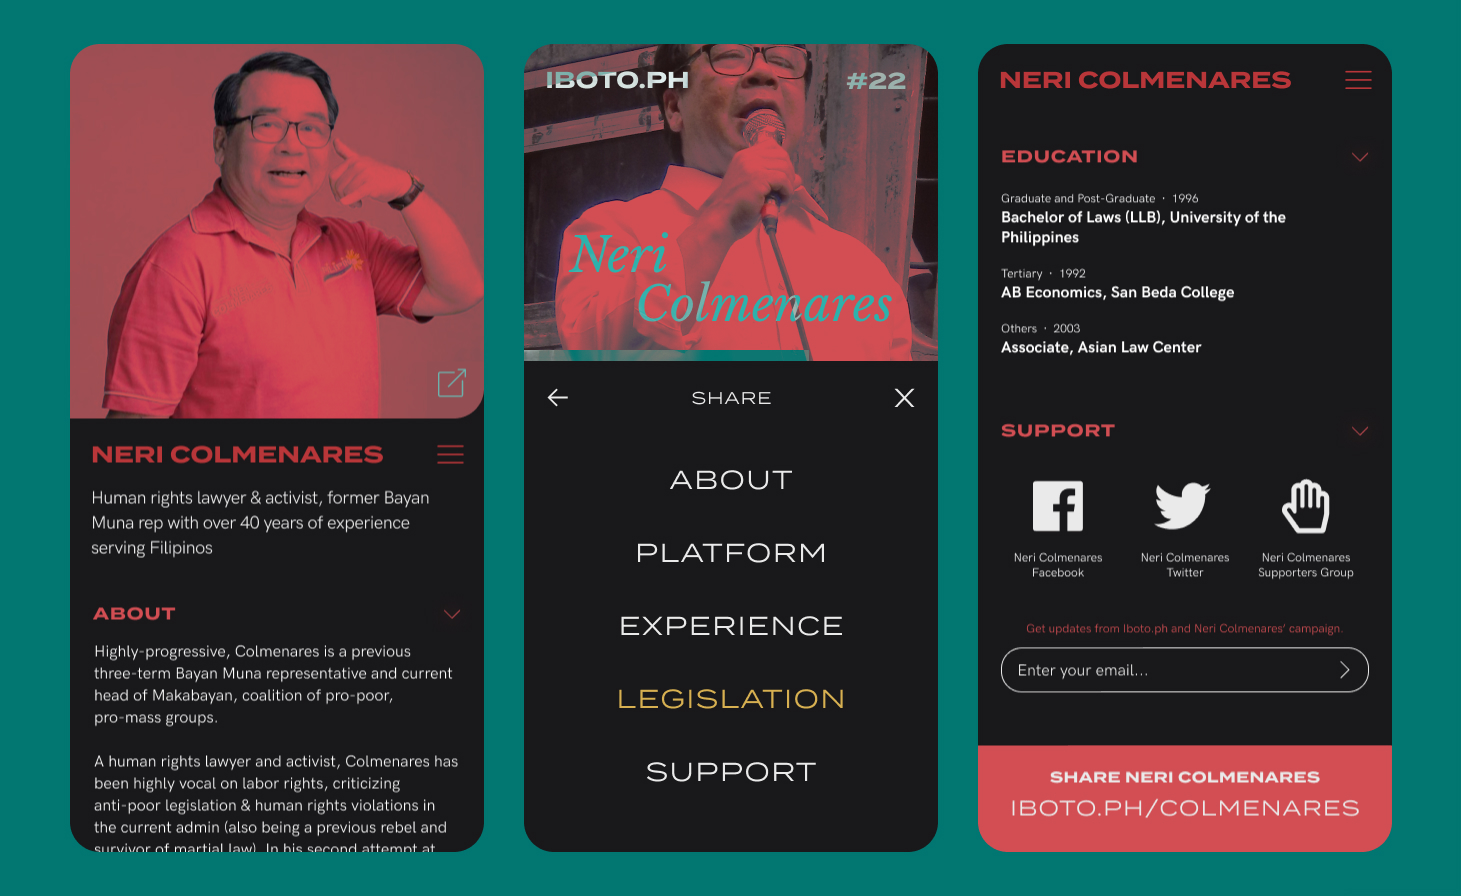 NERI COLMENARES
Human rights lawyer & activist, former Bayan
Muna rep with over 40 years of experience
serving Filipinos
ABOUT
Highly-progressive, Colmenares is a previous
three-term Bayan Muna representative and current
head of Makabayan, coalition of pro-poor,
pro-mass groups.
A human rights lawyer and activist, Colmenares has
been highly vocal on labor rights, criticizing
anti-poor legislation & human rights violations in
the current admin (also being a previous rebel and
survivor of martial law). In his second attempt at
IBOTO.PH
#22
Neri
Colmenares
SHARE
ABOUT
PLATFORM
EXPERIENCE
LEGISLATION
SUPPORT
NERI COLMENARES
EDUCATION
Graduate and Post-Graduate · 1996
Bachelor of Laws (LLB), University of the
Philippines
Tertiary · 1992
AB Economics, San Beda College
Others · 2003
Associate, Asian Law Center
SUPPORT
Neri Colmenares
Facebook
Neri Colmenares
Twitter
Neri Colmenares
Supporters Group
Get updates from Iboto.ph and Neri Colmenares' campaign.
Enter your email...
SHARE NERI COLMENARES
IBOTO.PH/COLMENARES